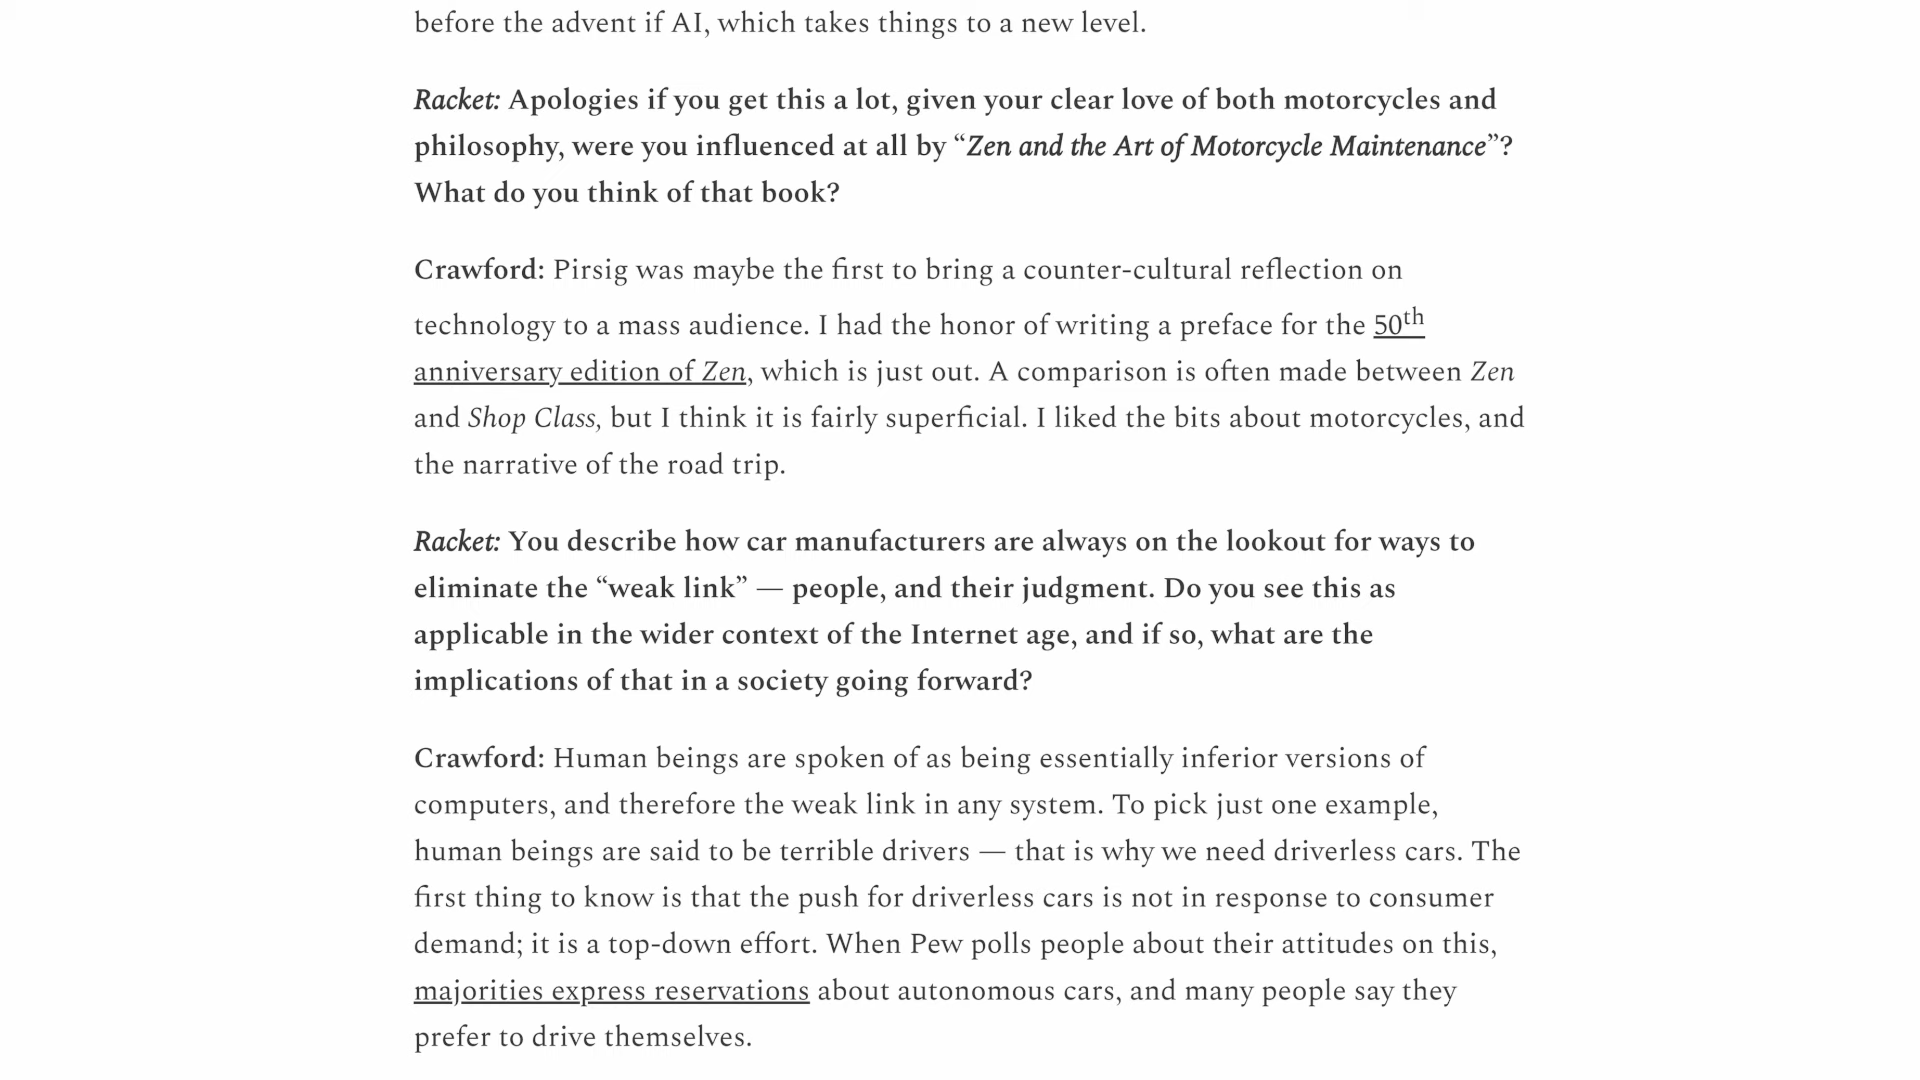 before the advent if AI, which takes things to a new level.
Racket: Apologies if you get this a lot, given your clear love of both motorcycles and
philosophy, were you influenced at all by “Zen and the Art of Motorcycle Maintenance”?
What do you think of that book?
Crawford: Pirsig was maybe the first to bring a counter-cultural reflection on
technology to a mass audience. I had the honor of writing a preface for the 50th
anniversary edition of Zen, which is just out. A comparison is often made between Zen
and Shop Class, but I think it is fairly superficial. I liked the bits about motorcycles, and
the narrative of the road trip.
Racket: You describe how car manufacturers are always on the lookout for ways to
eliminate the “weak link” — people, and their judgment. Do you see this as
applicable in the wider context of the Internet age, and if so, what are the
implications of that in a society going forward?
Crawford: Human beings are spoken of as being essentially inferior versions of
computers, and therefore the weak link in any system. To pick just one example,
human beings are said to be terrible drivers — that is why we need driverless cars. The
first thing to know is that the push for driverless cars is not in response to consumer
demand; it is a top-down effort. When Pew polls people about their attitudes on this,
majorities express reservations about autonomous cars, and many people say they
prefer to drive themselves.